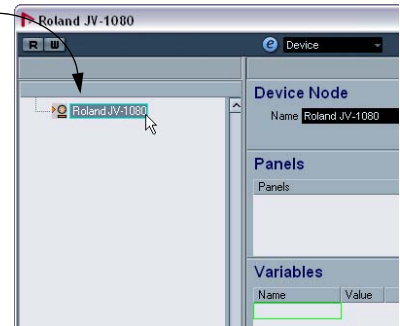 Roland JV-1080
R W
Device
Device Node
Name Roland JV-1080
Roland JV-1080
Panels
Panels
Variables
Name Value